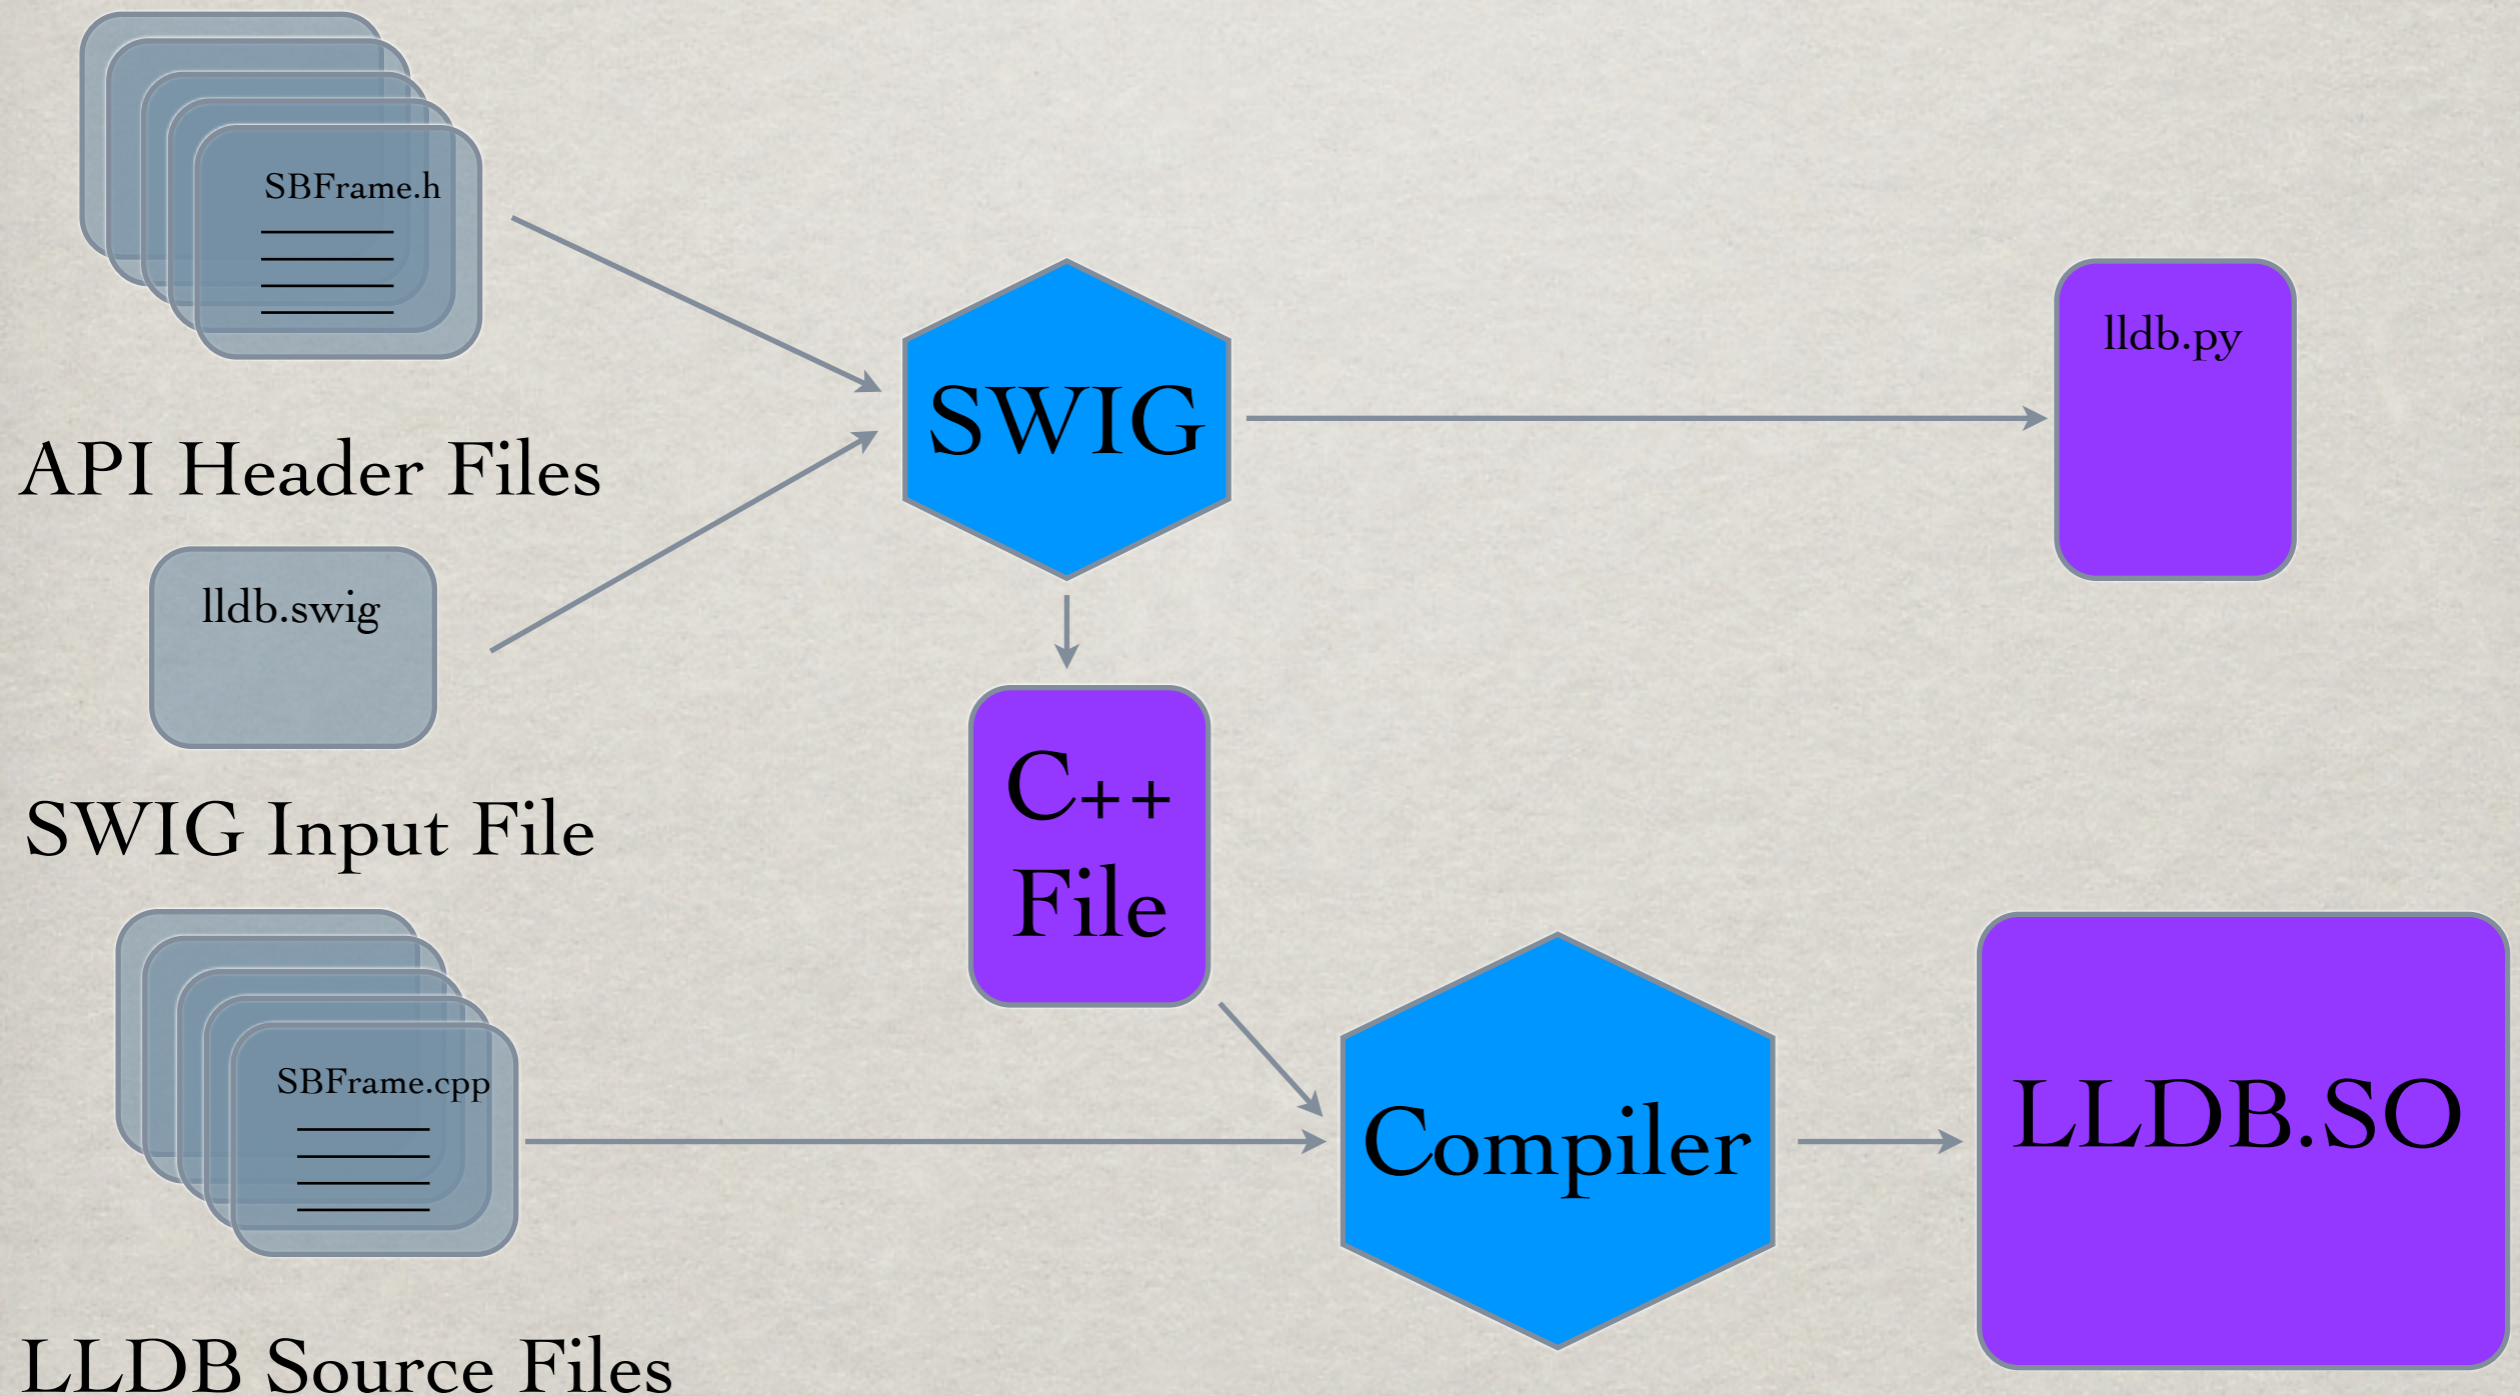 SBFrame.h
API Header Files
lldb.swig
SWIG Input File
SBFrame.cpp
LLDB Source Files
SWIG
C++
File
Compiler
lldb.py
LLDB.SO